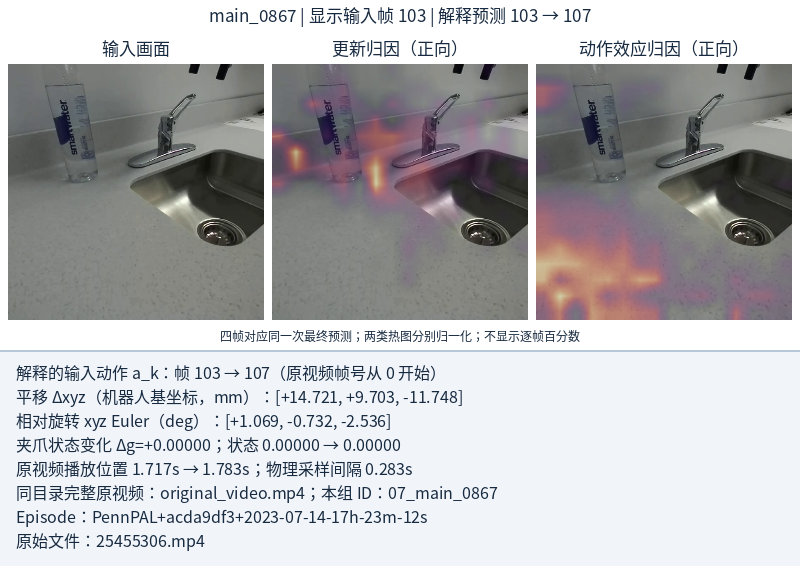 main_0867 | 显示输入帧 103 | 解释预测 103 → 107
输入画面
更新归因（正向）
动作效应归因（正向）
smartwater
smartwater
smartwater
四帧对应同一次最终预测；两类热图分别归一化；不显示逐帧百分数
解释的输入动作 a_k：帧 103 → 107（原视频帧号从 0 开始）
平移 Δxyz（机器人基坐标，mm）：[+14.721, +9.703, -11.748]
相对旋转 xyz Euler（deg）：[+1.069, -0.732, -2.536]
夹爪状态变化 Δg=+0.00000；状态 0.00000 → 0.00000
原视频播放位置 1.717s → 1.783s；物理采样间隔 0.283s
同目录完整原视频：original_video.mp4；本组 ID：07_main_0867
Episode：PennPAL+acda9df3+2023-07-14-17h-23m-12s
原始文件：25455306.mp4